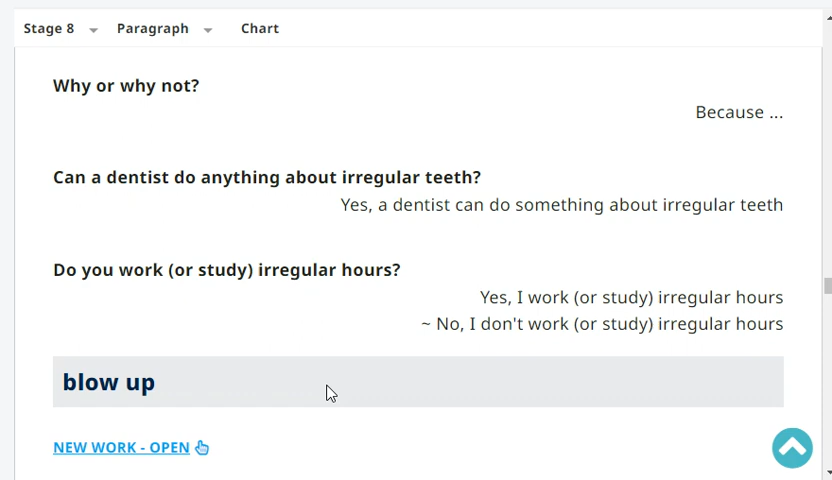 Stage 8 Paragraph Chart
Why or why not?
Because ...
Can a dentist do anything about irregular teeth?
Yes, a dentist can do something about irregular teeth
Do you work (or study) irregular hours?
Yes, I work (or study) irregular hours
~ No, I don't work (or study) irregular hours
blow up
NEW WORK - OPEN